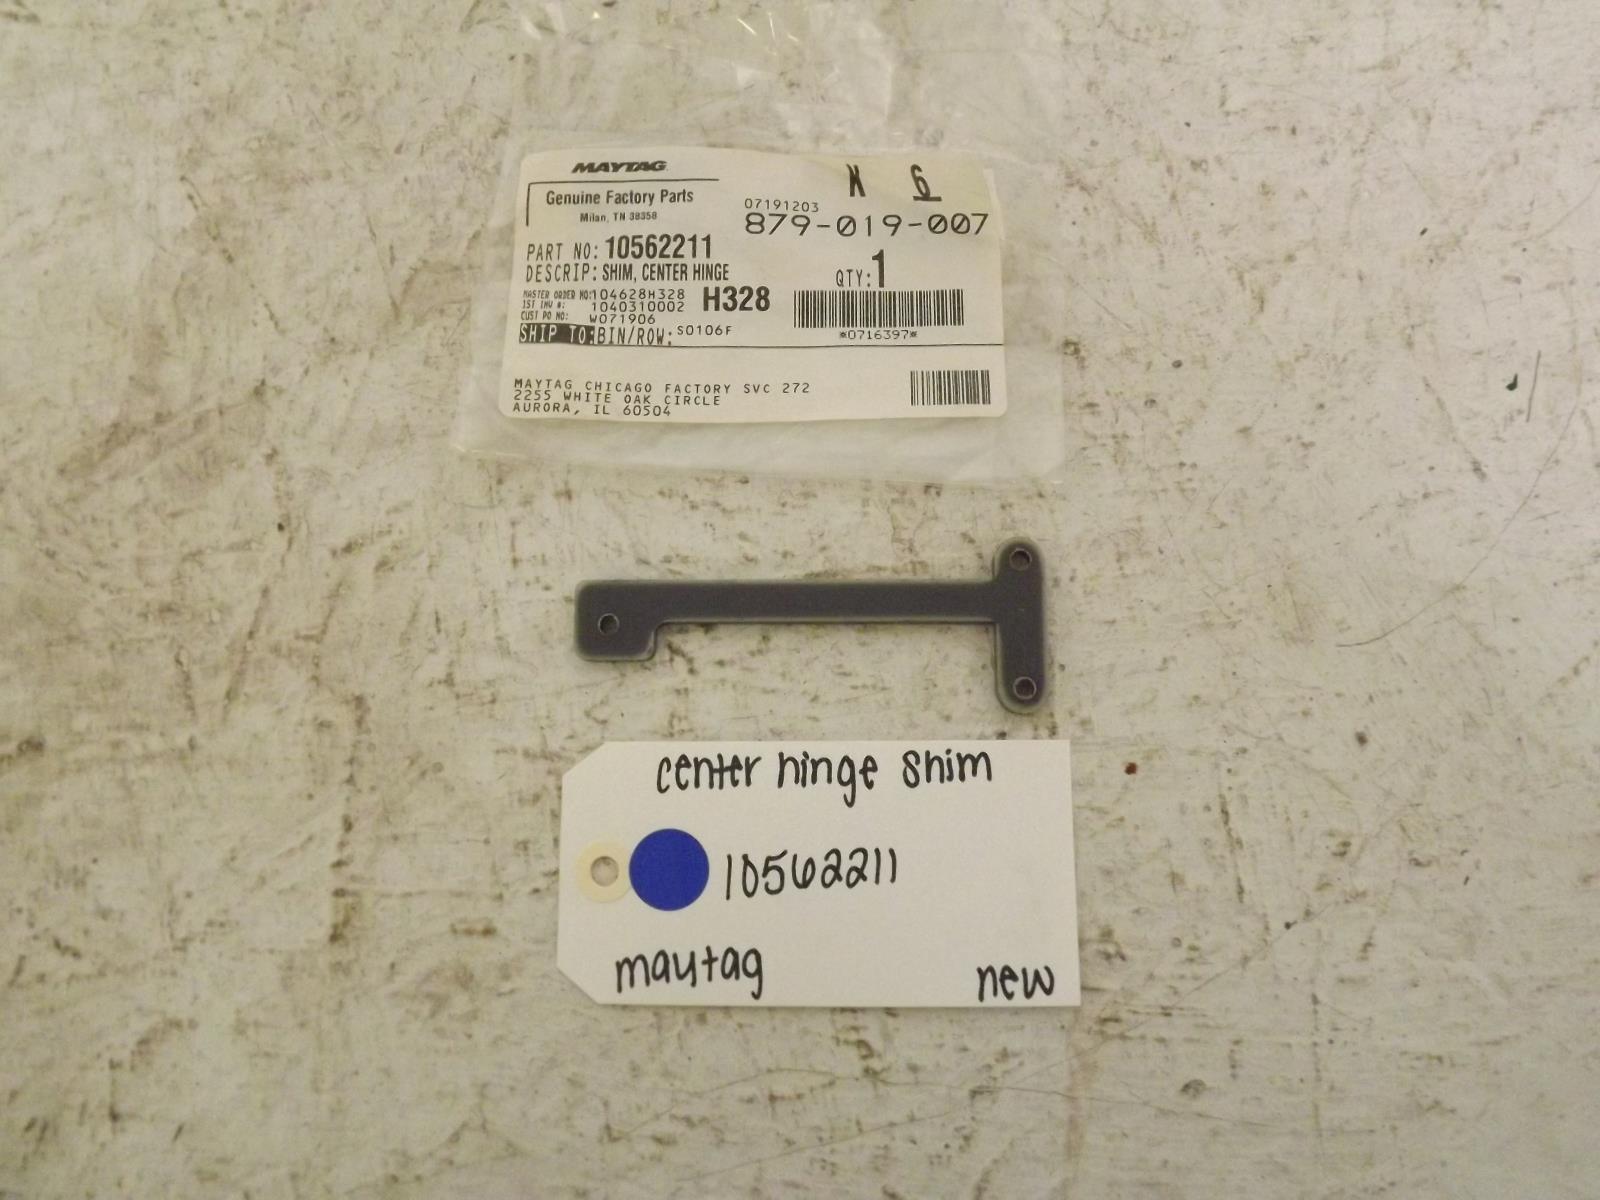 MAYTAG
Genuine Factory Parts
Milan, TN 38358
N 6
07191203
879-019-007
PART NO: 10562211
DESCRIP: SHIM, CENTER HINGE
QTY: 1
MASTER ORDER NO: 104628H328 H328
1ST INV #: 1040310002
CUST PO NO: W071906
SHIP TO: BIN/ROW: S0106F
*0716397*
MAYTAG CHICAGO FACTORY SVC 272
2255 WHITE OAK CIRCLE
AURORA, IL 60504
center hinge shim
10562211
maytag new